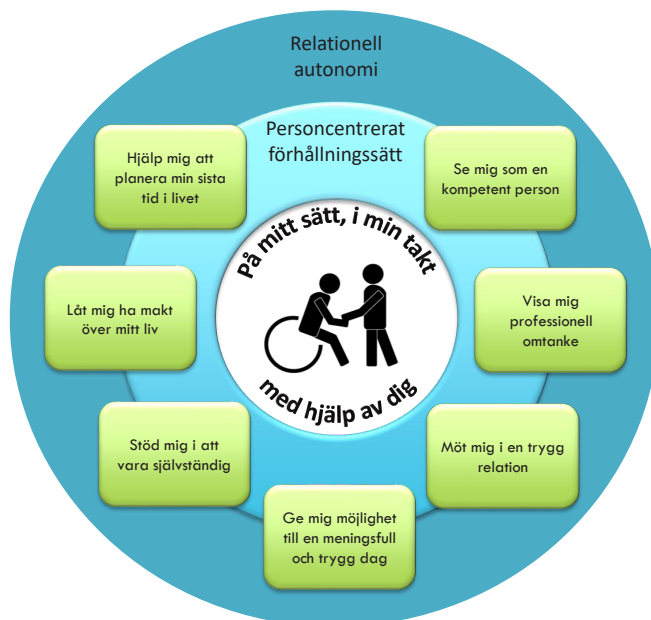 Relationell
autonomi
Personcentrerat
förhållningssätt
Hjälp mig att
planera min sista
tid i livet
Se mig som en
kompetent person
På mitt sätt, i min takt
med hjälp av dig
Låt mig ha makt
över mitt liv
Visa mig
professionell
omtanke
Stöd mig i att
vara självständig
Möt mig i en trygg
relation
Ge mig möjlighet
till en meningsfull
och trygg dag